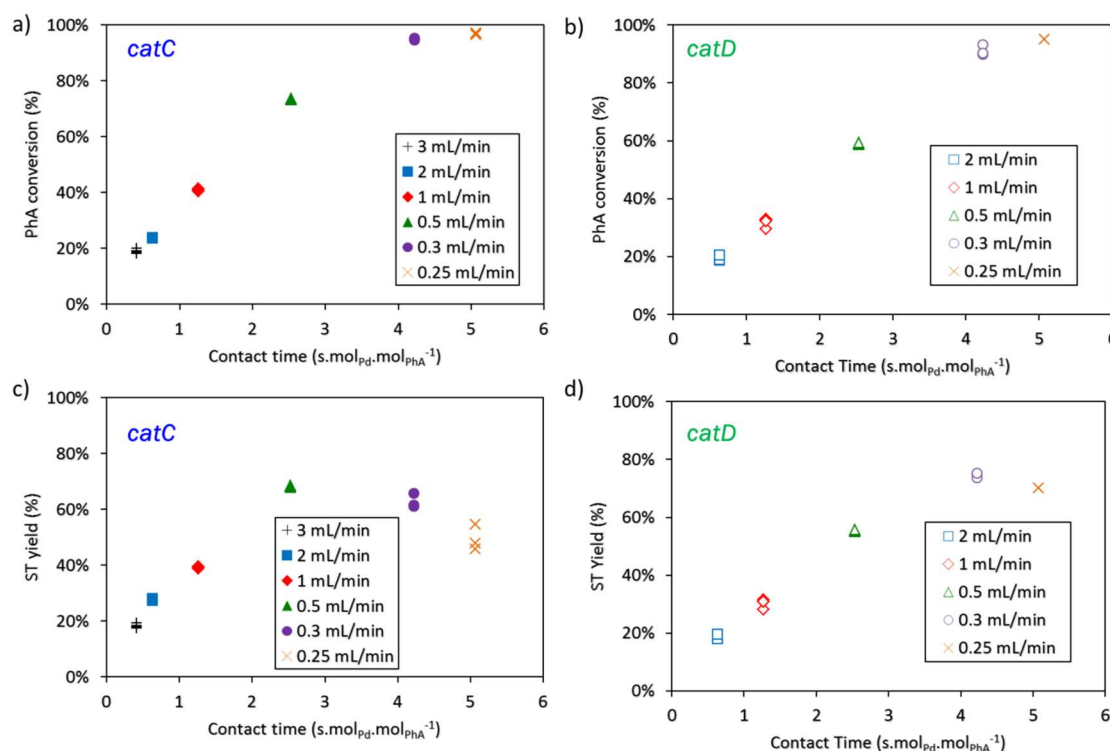 a)
catC
PhA conversion (%)
100%
80%
60%
40%
20%
0%
0 1 2 3 4 5 6
Contact time (s.molPd.molPhA-1)
3 mL/min
2 mL/min
1 mL/min
0.5 mL/min
0.3 mL/min
0.25 mL/min
b)
catD
PhA conversion (%)
100%
80%
60%
40%
20%
0%
0 1 2 3 4 5 6
Contact Time (s.molPd.molPhA-1)
2 mL/min
1 mL/min
0.5 mL/min
0.3 mL/min
0.25 mL/min
c)
catC
ST yield (%)
100%
80%
60%
40%
20%
0%
0 1 2 3 4 5 6
Contact time (s.molPd.molPhA-1)
3 mL/min
2 mL/min
1 mL/min
0.5 mL/min
0.3 mL/min
0.25 mL/min
d)
catD
ST Yield (%)
100%
80%
60%
40%
20%
0%
0 1 2 3 4 5 6
Contact Time (s.molPd.molPhA-1)
2 mL/min
1 mL/min
0.5 mL/min
0.3 mL/min
0.25 mL/min